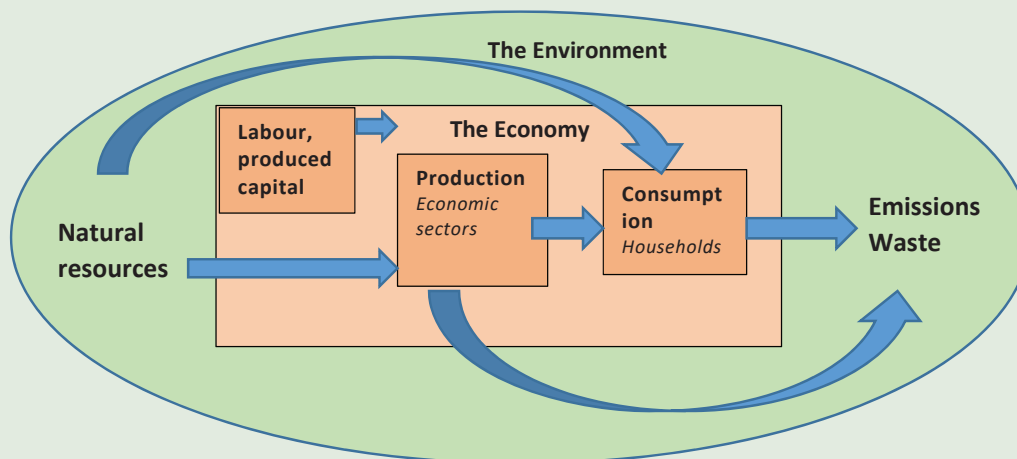 The Environment
Labour,
produced
capital
The Economy
Production
Economic
sectors
Consumpt
ion
Households
Natural
resources
Emissions
Waste